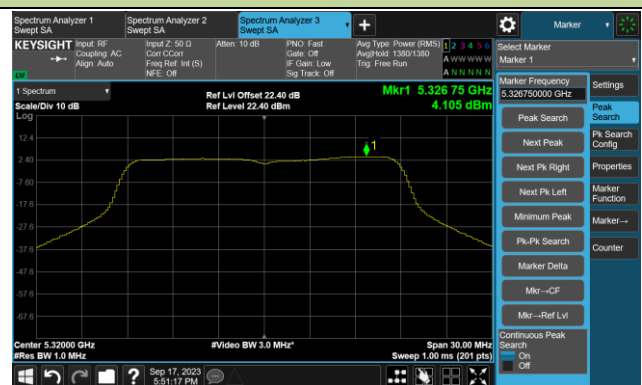 Spectrum Analyzer 1
Swept SA
Spectrum Analyzer 2
Swept SA
Spectrum Analyzer 3
Swept SA
+
Marker
KEYSIGHT
Input: RF
Coupling: AC
Align: Auto
Input Z: 50 Ω
Corr CCorr
Freq Ref: Int (S)
NFE: Off
Atten: 10 dB
PNO: Fast
Gate: Off
IF Gain: Low
Sig Track: Off
Avg Type: Power (RMS)
Avg|Hold: 1380/1380
Trig: Free Run
1 2 3 4 5 6
A W W W W W
A N N N N N
LW
Select Marker
Marker 1
1 Spectrum
Scale/Div 10 dB
Log
Ref Lvl Offset 22.40 dB
Ref Level 22.40 dBm
Mkr1 5.326 75 GHz
4.105 dBm
12.4
2.40
-7.60
-17.6
-27.6
-37.6
-47.6
-57.6
-67.6
1
Center 5.32000 GHz
#Res BW 1.0 MHz
#Video BW 3.0 MHz*
Span 30.00 MHz
Sweep 1.00 ms (201 pts)
Marker Frequency
5.326750000 GHz
Peak Search
Next Peak
Next Pk Right
Next Pk Left
Minimum Peak
Pk-Pk Search
Marker Delta
Mkr→CF
Mkr→Ref Lvl
Continuous Peak
Search
On
Off
Settings
Peak
Search
Pk Search
Config
Properties
Marker
Function
Marker→
Counter
?
Sep 17, 2023
5:51:17 PM